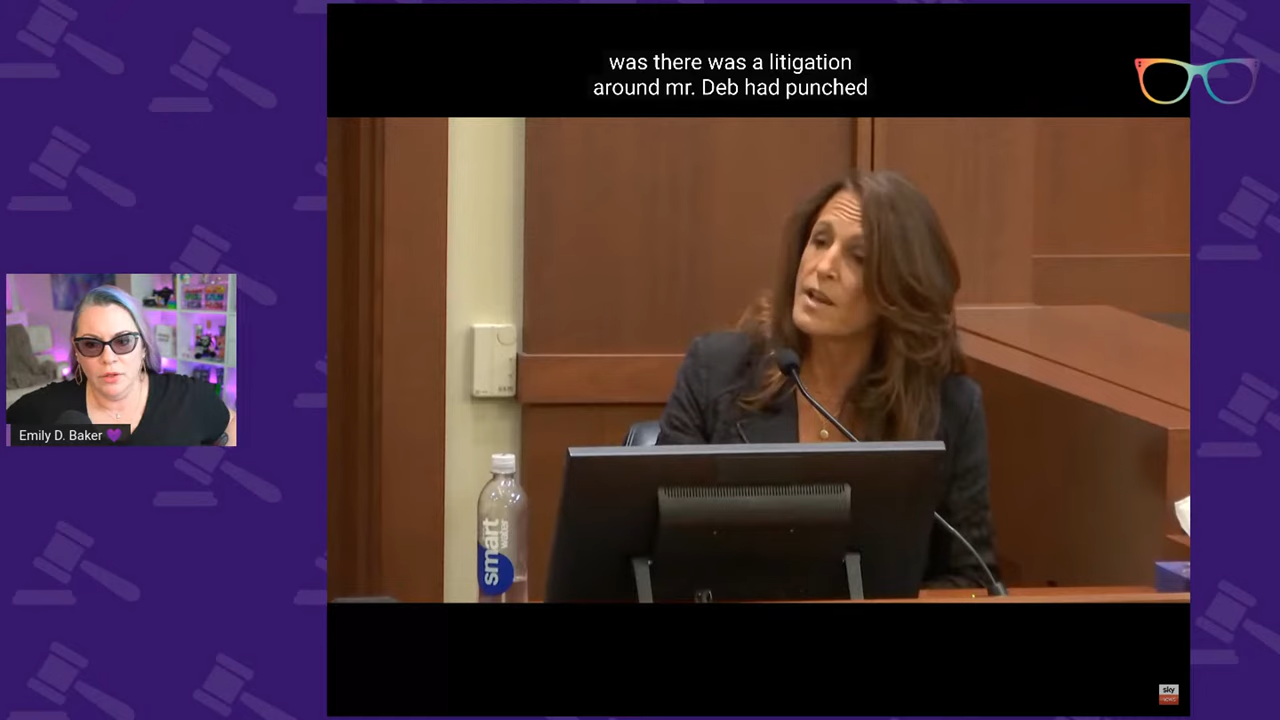 was there was a litigation
around mr. Deb had punched
Emily D. Baker 💜
smart
water
sky
news